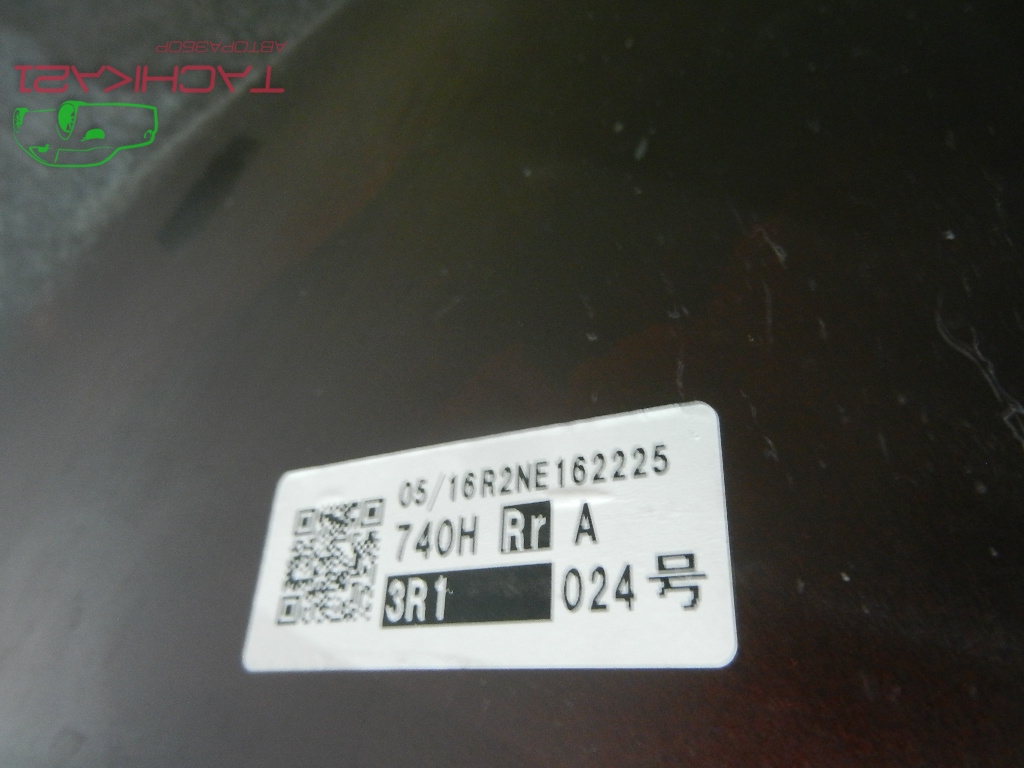 АВТОРАЗБОР
TACHKA21
05/16R2NE162225
740H Rr A
3R1 024号